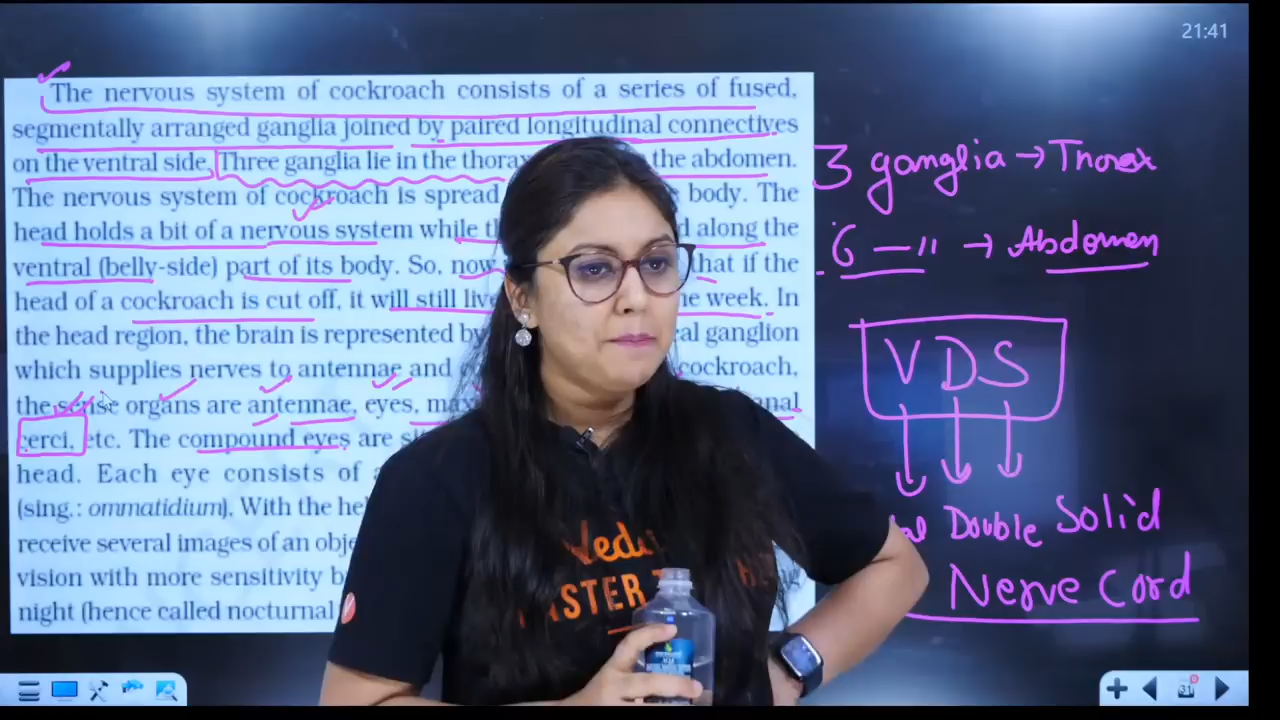 21:41
The nervous system of cockroach consists of a series of fused,
segmentally arranged ganglia joined by paired longitudinal connectives
on the ventral side. Three ganglia lie in the the abdomen.
The nervous system of cockroach is spread body. The
head holds a bit of a nervous system while along the
ventral (belly-side) part of its body. So, now that if the
head of a cockroach is cut off, it will still week. In
the head region, the brain is represented by ganglion
which supplies nerves to antennae and cockroach,
the sense organs are antennae, eyes, anal
cerci, etc. The compound eyes are
head. Each eye consists of
(sing.: ommatidium). With the
receive several images of an
vision with more sensitivity
night (hence called nocturnal
3 ganglia → Thorax
6 — " → Abdomen
V D S
Double Solid
Nerve Cord